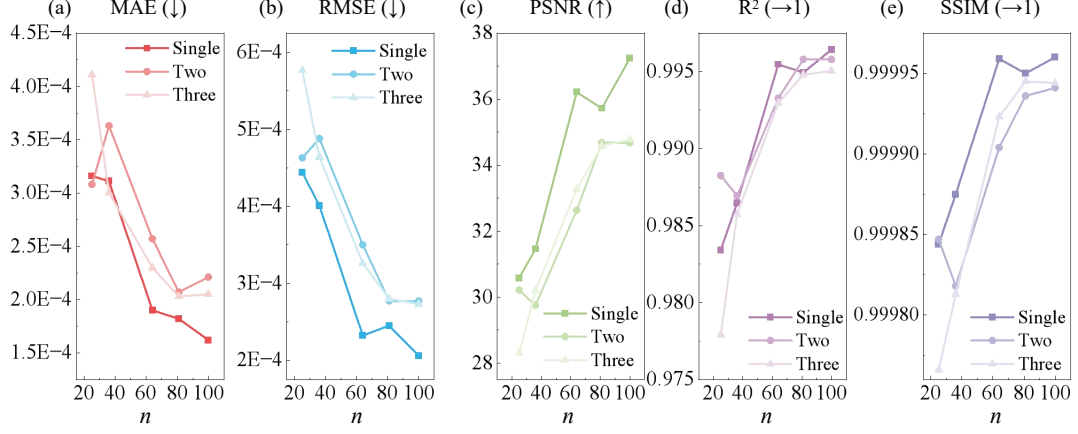 (a) MAE (↓)
4.5E−4
4.0E−4
3.5E−4
3.0E−4
2.5E−4
2.0E−4
1.5E−4
Single
Two
Three
20 40 60 80 100
n
(b) RMSE (↓)
6E−4
5E−4
4E−4
3E−4
2E−4
Single
Two
Three
20 40 60 80 100
n
(c) PSNR (↑)
38
36
34
32
30
28
Single
Two
Three
20 40 60 80 100
n
(d) R² (→1)
0.995
0.990
0.985
0.980
0.975
Single
Two
Three
20 40 60 80 100
n
(e) SSIM (→1)
0.99995
0.99990
0.99985
0.99980
Single
Two
Three
20 40 60 80 100
n